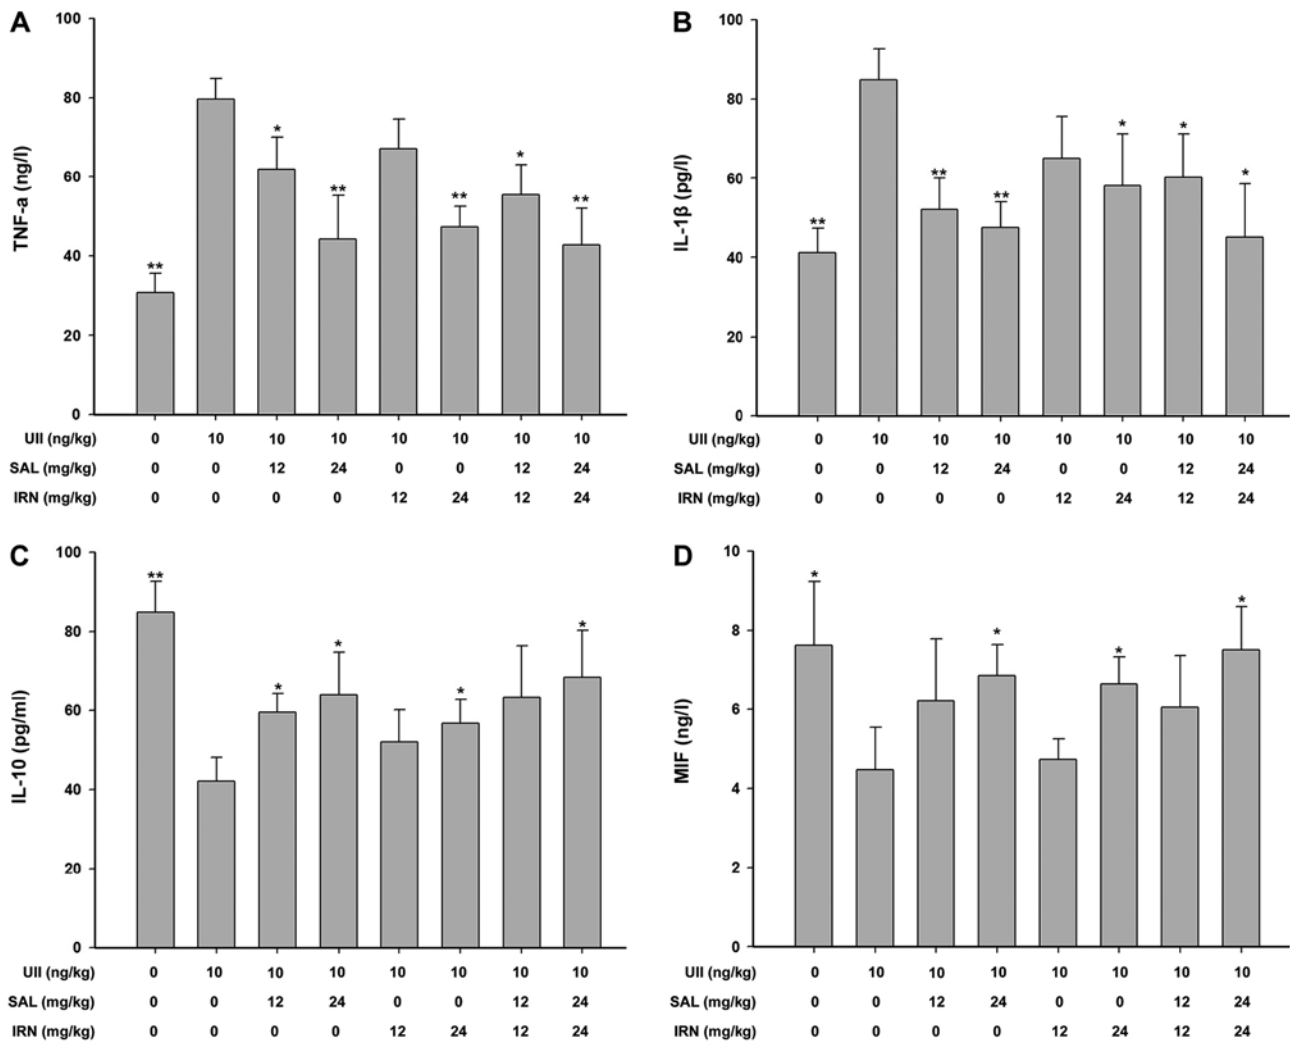 A
TNF-a (ng/l)
100
80
60
40
20
0
**
*
**
**
*
**
UII (ng/kg) 0 10 10 10 10 10 10 10
SAL (mg/kg) 0 0 12 24 0 0 12 24
IRN (mg/kg) 0 0 0 0 12 24 12 24
B
IL-1β (pg/l)
100
80
60
40
20
0
**
**
**
*
*
*
UII (ng/kg) 0 10 10 10 10 10 10 10
SAL (mg/kg) 0 0 12 24 0 0 12 24
IRN (mg/kg) 0 0 0 0 12 24 12 24
C
IL-10 (pg/ml)
100
80
60
40
20
0
**
*
*
*
*
UII (ng/kg) 0 10 10 10 10 10 10 10
SAL (mg/kg) 0 0 12 24 0 0 12 24
IRN (mg/kg) 0 0 0 0 12 24 12 24
D
MIF (ng/l)
10
8
6
4
2
0
*
*
*
*
UII (ng/kg) 0 10 10 10 10 10 10 10
SAL (mg/kg) 0 0 12 24 0 0 12 24
IRN (mg/kg) 0 0 0 0 12 24 12 24